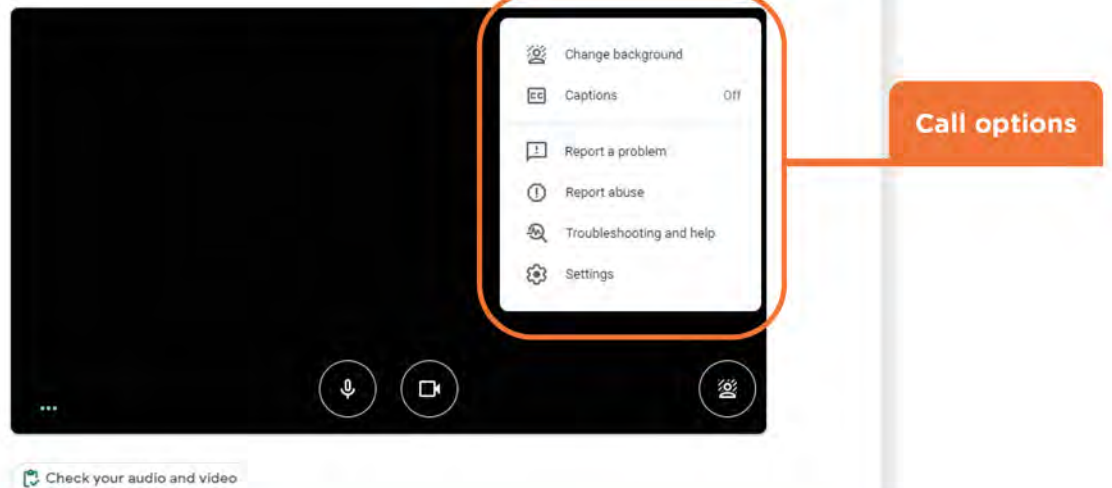 Change background
Captions Off
Report a problem
Report abuse
Troubleshooting and help
Settings
Call options
Check your audio and video